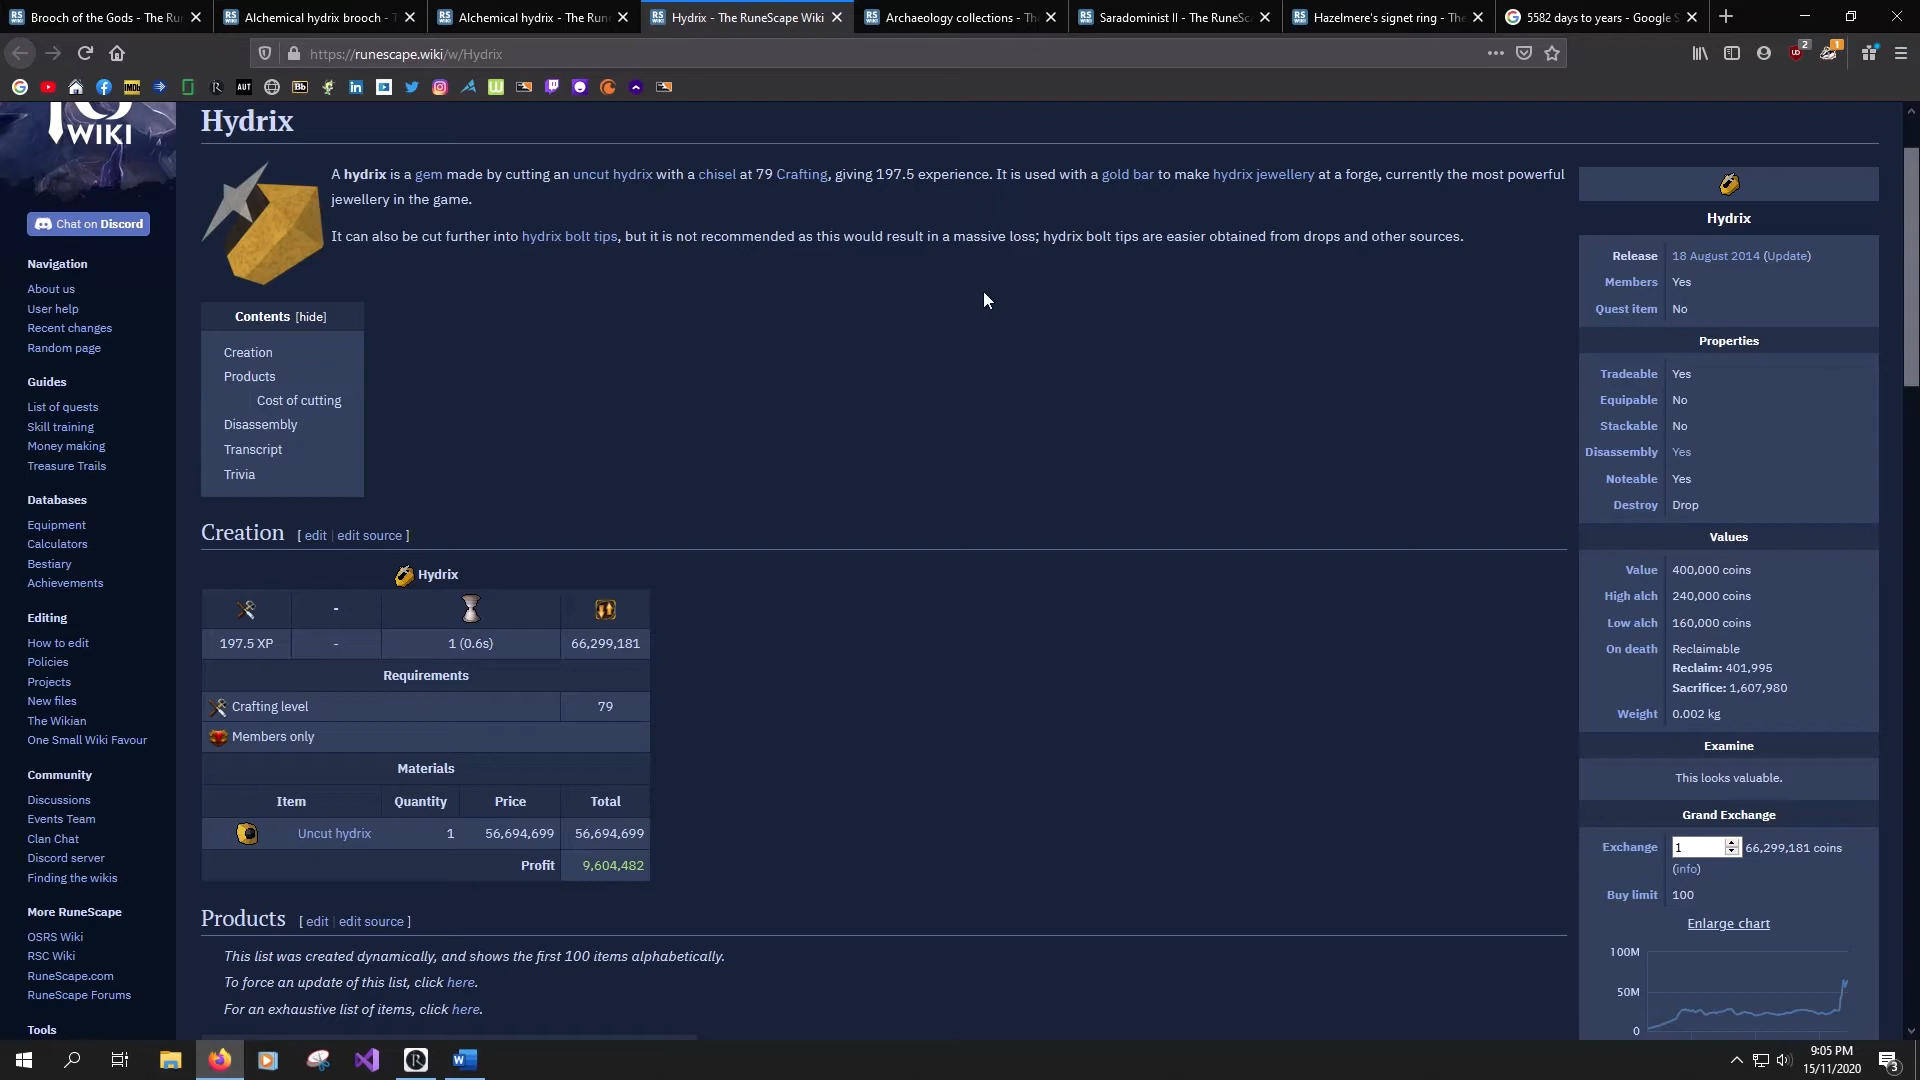 Brooch of the Gods - The Ru
Alchemical hydrix brooch - T
Alchemical hydrix - The Rune
Hydrix - The RuneScape Wiki
Archaeology collections - The
Saradominist II - The RuneSca
Hazelmere's signet ring - The
5582 days to years - Google S
https://runescape.wiki/w/Hydrix
2
1
WIKI
Chat on Discord
Navigation
About us
User help
Recent changes
Random page
Guides
List of quests
Skill training
Money making
Treasure Trails
Databases
Equipment
Calculators
Bestiary
Achievements
Editing
How to edit
Policies
Projects
New files
The Wikian
One Small Wiki Favour
Community
Discussions
Events Team
Clan Chat
Discord server
Finding the wikis
More RuneScape
OSRS Wiki
RSC Wiki
RuneScape.com
RuneScape Forums
Tools
Hydrix
A hydrix is a gem made by cutting an uncut hydrix with a chisel at 79 Crafting, giving 197.5 experience. It is used with a gold bar to make hydrix jewellery at a forge, currently the most powerful
jewellery in the game.
It can also be cut further into hydrix bolt tips, but it is not recommended as this would result in a massive loss; hydrix bolt tips are easier obtained from drops and other sources.
Contents [hide]
Creation
Products
Cost of cutting
Disassembly
Transcript
Trivia
Creation [ edit | edit source ]
Hydrix
-
197.5 XP - 1 (0.6s) 66,299,181
Requirements
Crafting level 79
Members only
Materials
Item Quantity Price Total
Uncut hydrix 1 56,694,699 56,694,699
Profit 9,604,482
Products [ edit | edit source ]
This list was created dynamically, and shows the first 100 items alphabetically.
To force an update of this list, click here.
For an exhaustive list of items, click here.
Hydrix
Release 18 August 2014 (Update)
Members Yes
Quest item No
Properties
Tradeable Yes
Equipable No
Stackable No
Disassembly Yes
Noteable Yes
Destroy Drop
Values
Value 400,000 coins
High alch 240,000 coins
Low alch 160,000 coins
On death Reclaimable
Reclaim: 401,995
Sacrifice: 1,607,980
Weight 0.002 kg
Examine
This looks valuable.
Grand Exchange
Exchange 1 66,299,181 coins
(info)
Buy limit 100
Enlarge chart
100M
50M
0
9:05 PM
15/11/2020
3